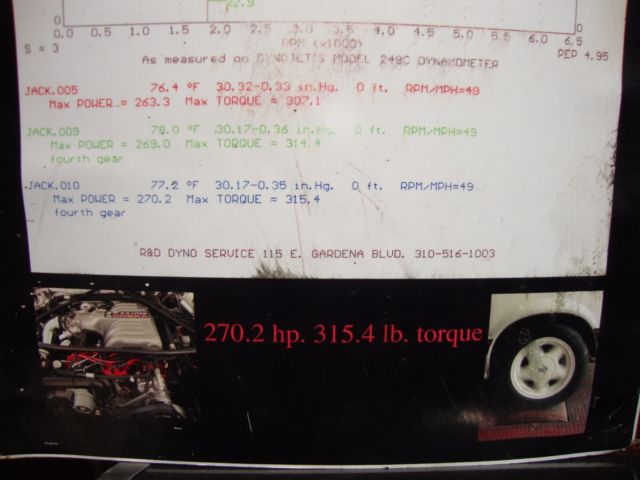 0
0
0.0 0.5 1.0 1.5 2.0 2.5 3.0 3.5 4.0 4.5 5.0 5.5 6.0 6.5
RPM (x1000)
S = 3
PEP 4.95
As measured on DYNOJET'S MODEL 248C DYNAMOMETER
JACK.005 76.4 ºF 30.32-0.33 in.Hg. 0 ft. RPM/MPH=49
Max POWER = 263.3 Max TORQUE = 307.1
JACK.009 78.0 ºF 30.17-0.36 in.Hg. 0 ft. RPM/MPH=49
Max POWER = 269.0 Max TORQUE = 314.4
fourth gear
JACK.010 77.2 ºF 30.17-0.35 in.Hg. 0 ft. RPM/MPH=49
Max POWER = 270.2 Max TORQUE = 315.4
fourth gear
R&D DYNO SERVICE 115 E. GARDENA BLVD. 310-516-1003
270.2 hp. 315.4 lb. torque